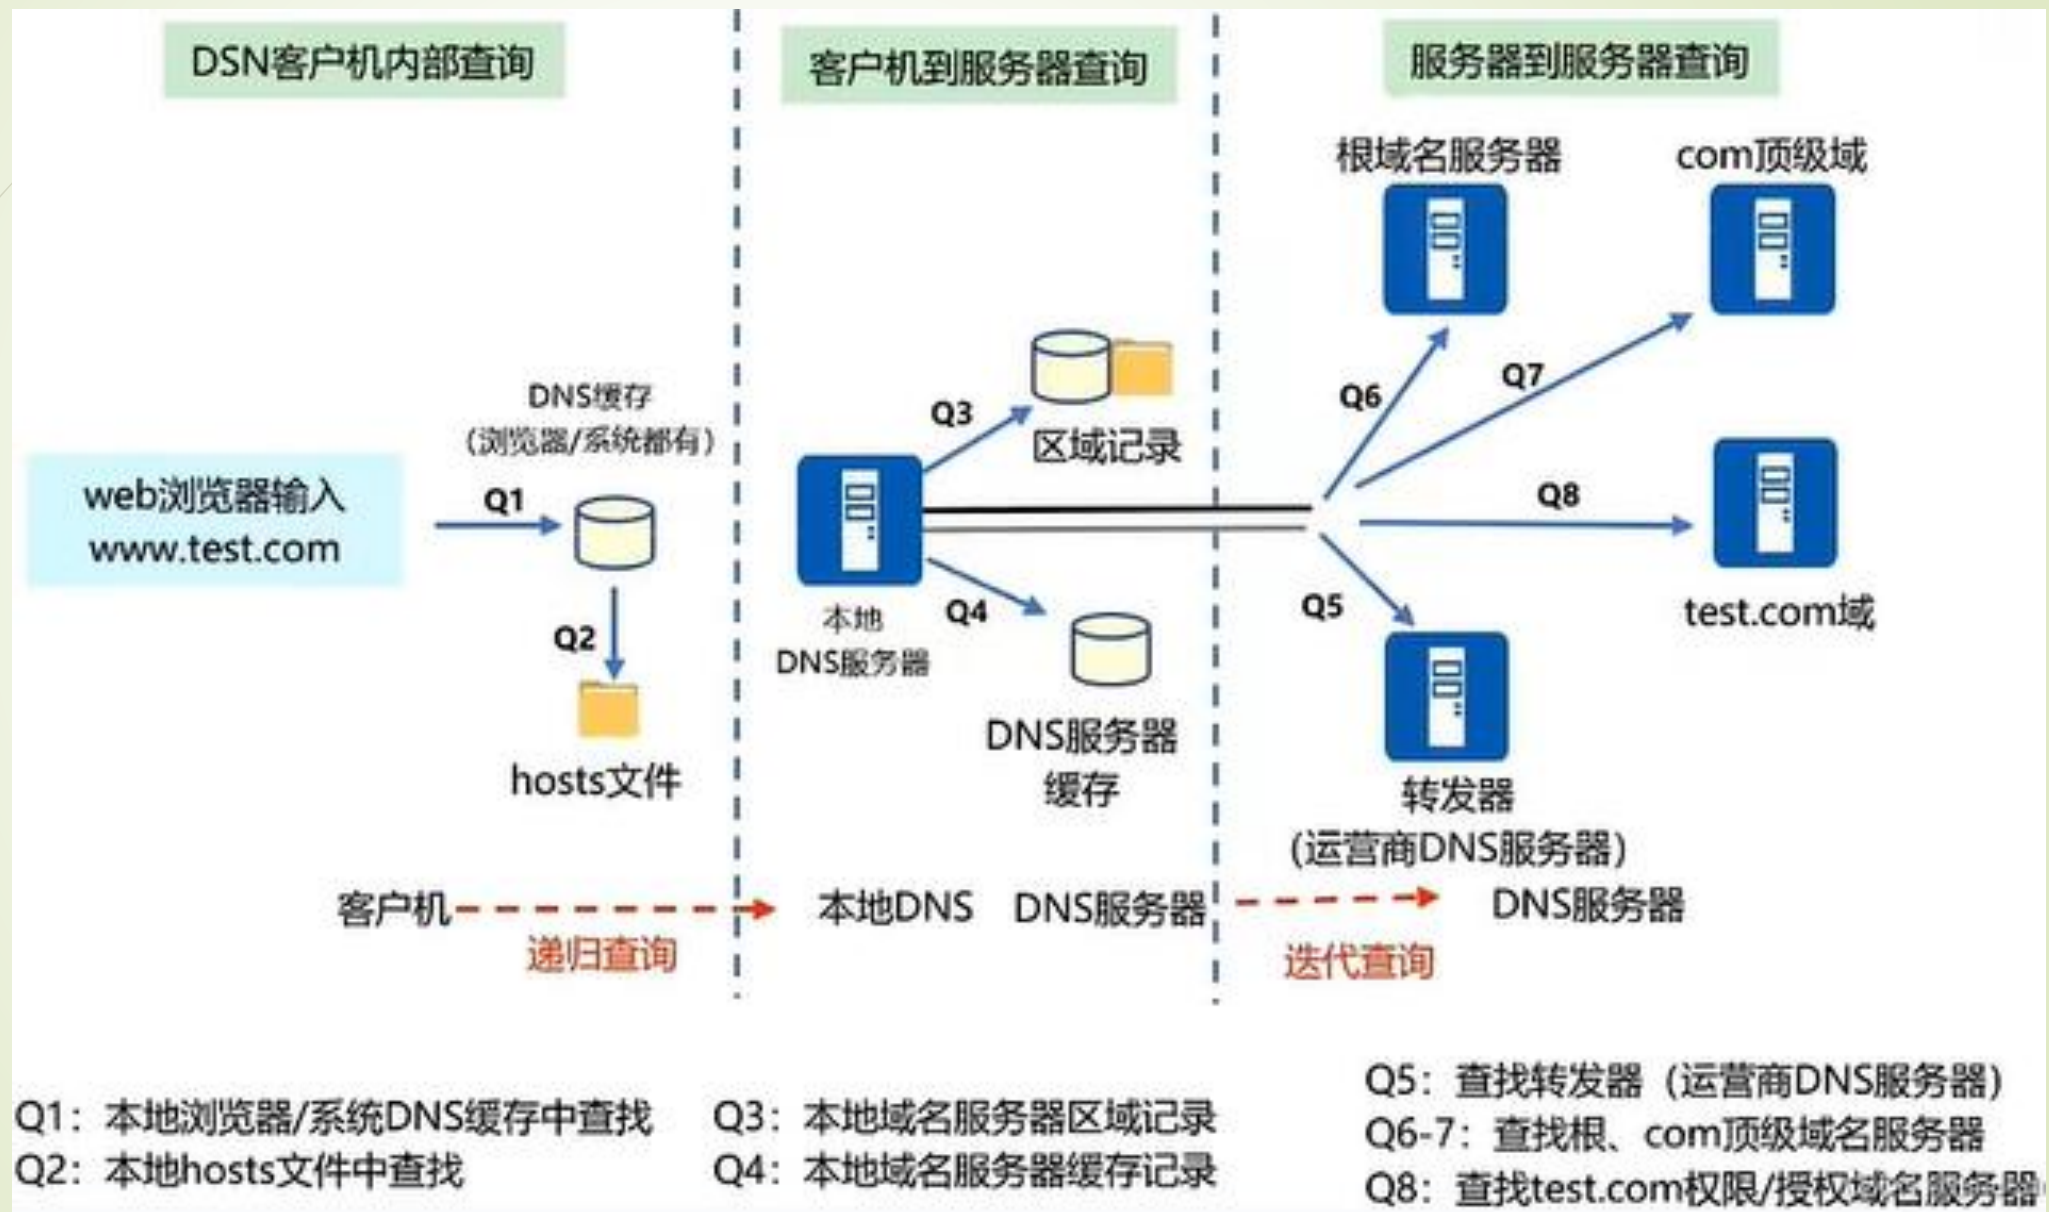 DSN客户机内部查询
客户机到服务器查询
服务器到服务器查询
根域名服务器
com顶级域
DNS缓存
（浏览器/系统都有）
web浏览器输入
www.test.com
Q1
Q2
hosts文件
Q3
区域记录
本地
DNS服务器
Q4
DNS服务器
缓存
Q6
Q7
Q8
Q5
test.com域
转发器
(运营商DNS服务器)
客户机
本地DNS
DNS服务器
DNS服务器
递归查询
迭代查询
Q1：本地浏览器/系统DNS缓存中查找
Q2：本地hosts文件中查找
Q3：本地域名服务器区域记录
Q4：本地域名服务器缓存记录
Q5：查找转发器（运营商DNS服务器）
Q6-7：查找根、com顶级域名服务器
Q8：查找test.com权限/授权域名服务器